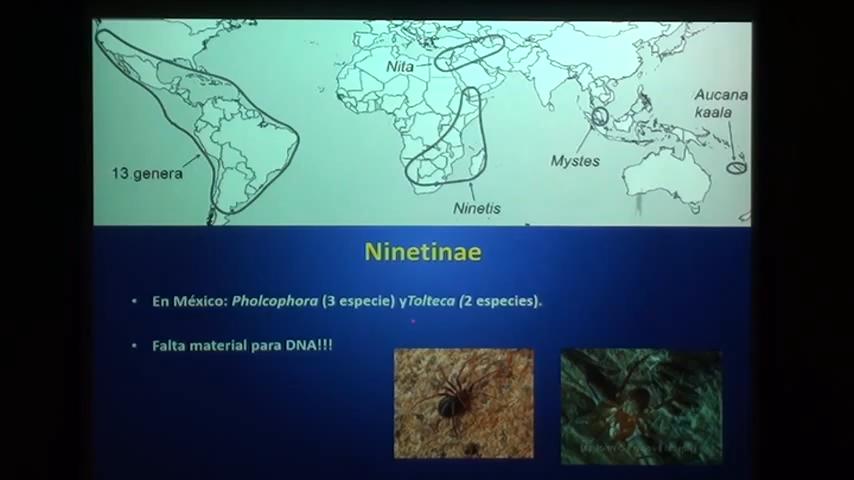 Nita
Aucana
kaala
Mystes
13 genera
Ninetis
Ninetinae
• En México: Pholcophora (3 especie) yTolteca (2 especies).
• Falta material para DNA!!!